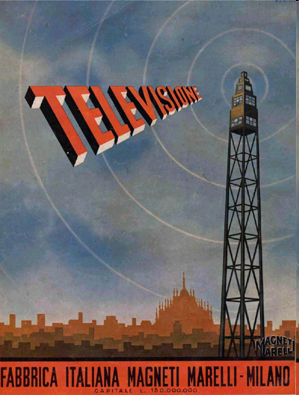 TELEVISIONE
MAGNETI
MARELLI
FABBRICA ITALIANA MAGNETI MARELLI - MILANO
CAPITALE L. 150.000.000